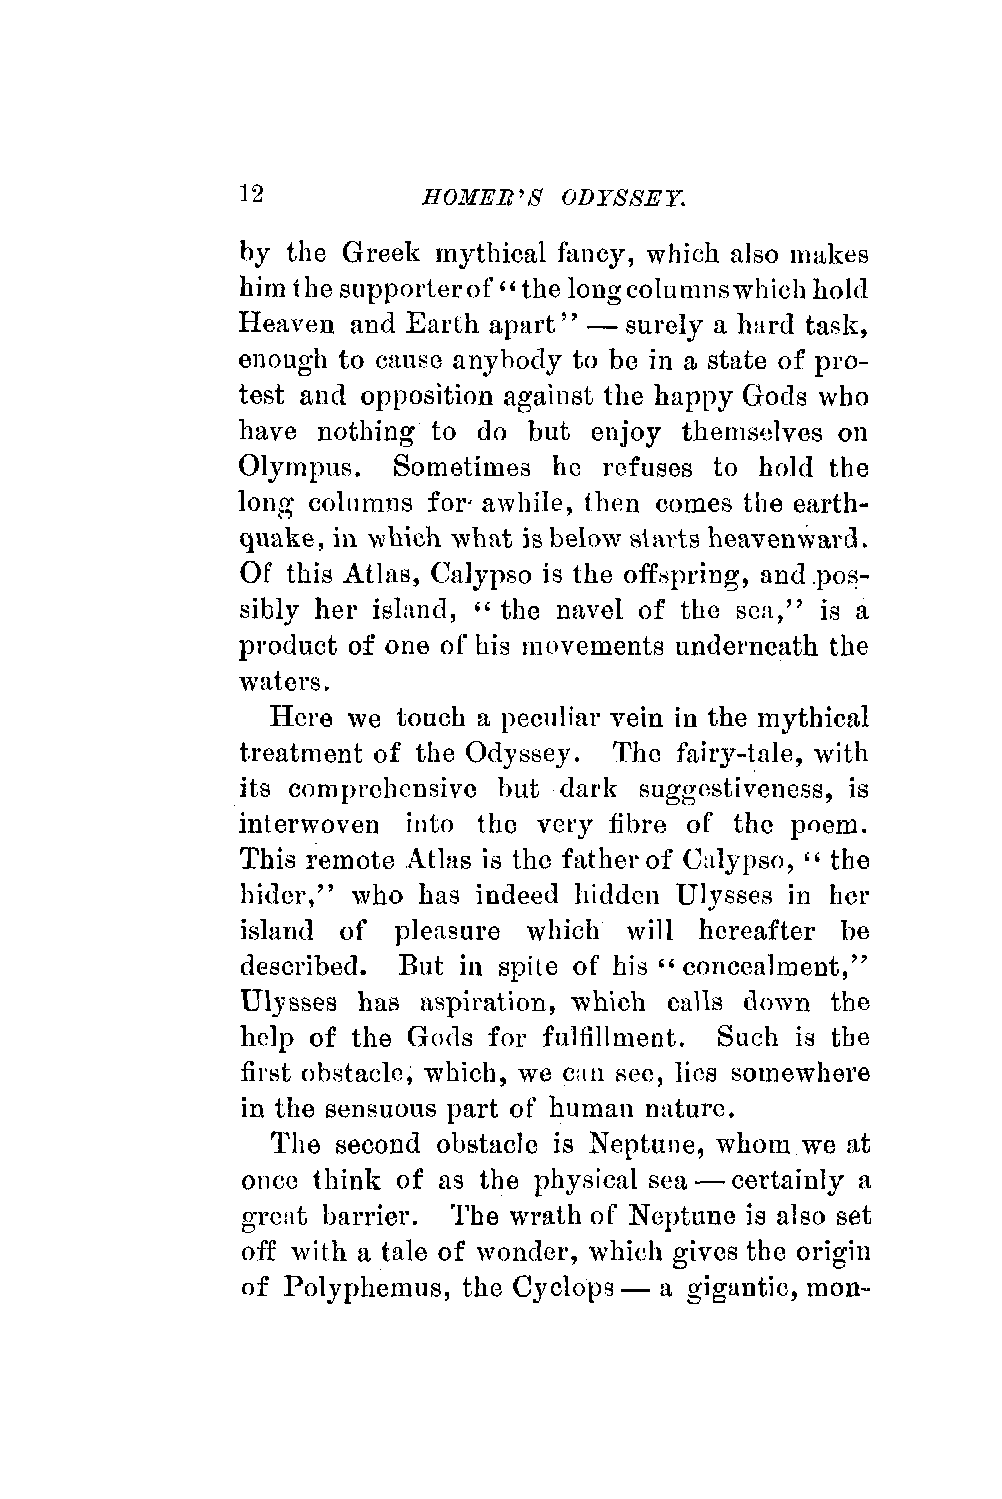 12 HOMER'S ODYSSEY.
by the Greek mythical fancy, which also makes
him the supporter of "the long columns which hold
Heaven and Earth apart" — surely a hard task,
enough to cause anybody to be in a state of pro-
test and opposition against the happy Gods who
have nothing to do but enjoy themselves on
Olympus. Sometimes he refuses to hold the
long columns for awhile, then comes the earth-
quake, in which what is below starts heavenward.
Of this Atlas, Calypso is the offspring, and pos-
sibly her island, "the navel of the sea," is a
product of one of his movements underneath the
waters.
Here we touch a peculiar vein in the mythical
treatment of the Odyssey. The fairy-tale, with
its comprehensive but dark suggestiveness, is
interwoven into the very fibre of the poem.
This remote Atlas is the father of Calypso, "the
hider," who has indeed hidden Ulysses in her
island of pleasure which will hereafter be
described. But in spite of his "concealment,"
Ulysses has aspiration, which calls down the
help of the Gods for fulfillment. Such is the
first obstacle, which, we can see, lies somewhere
in the sensuous part of human nature.
The second obstacle is Neptune, whom we at
once think of as the physical sea — certainly a
great barrier. The wrath of Neptune is also set
off with a tale of wonder, which gives the origin
of Polyphemus, the Cyclops — a gigantic, mon-